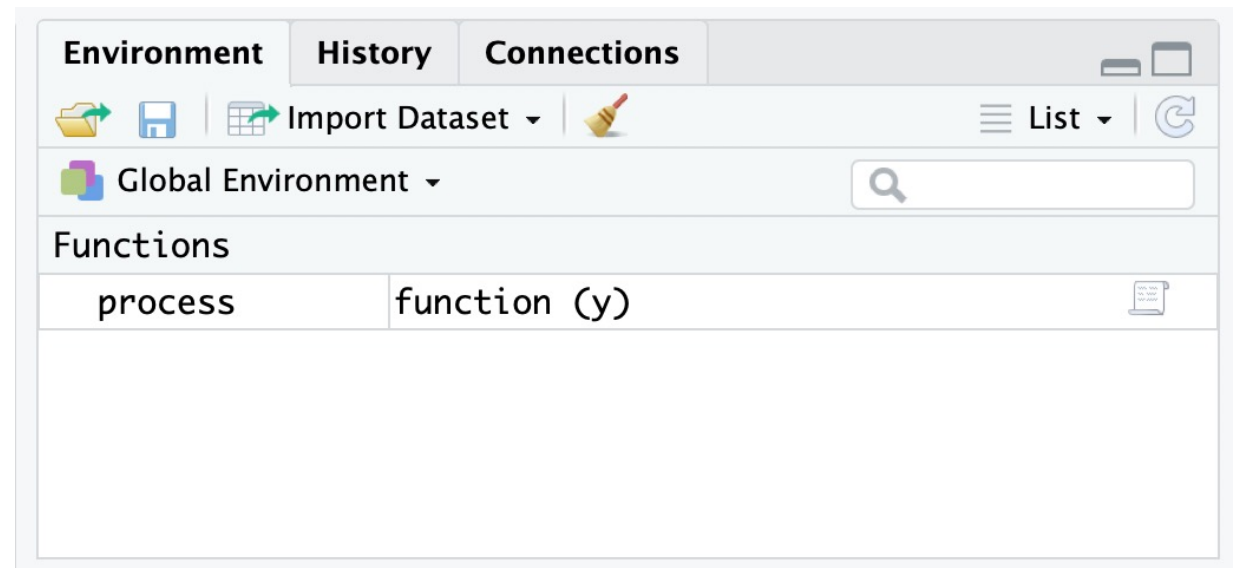 Environment History Connections
Import Dataset List
Global Environment
Functions
process function (y)